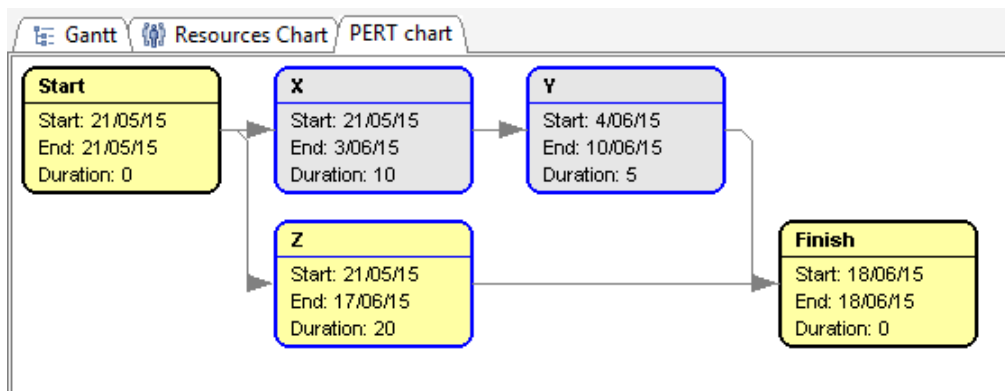 Gantt
Resources Chart
PERT chart
Start
Start: 21/05/15
End: 21/05/15
Duration: 0
X
Start: 21/05/15
End: 3/06/15
Duration: 10
Y
Start: 4/06/15
End: 10/06/15
Duration: 5
Z
Start: 21/05/15
End: 17/06/15
Duration: 20
Finish
Start: 18/06/15
End: 18/06/15
Duration: 0